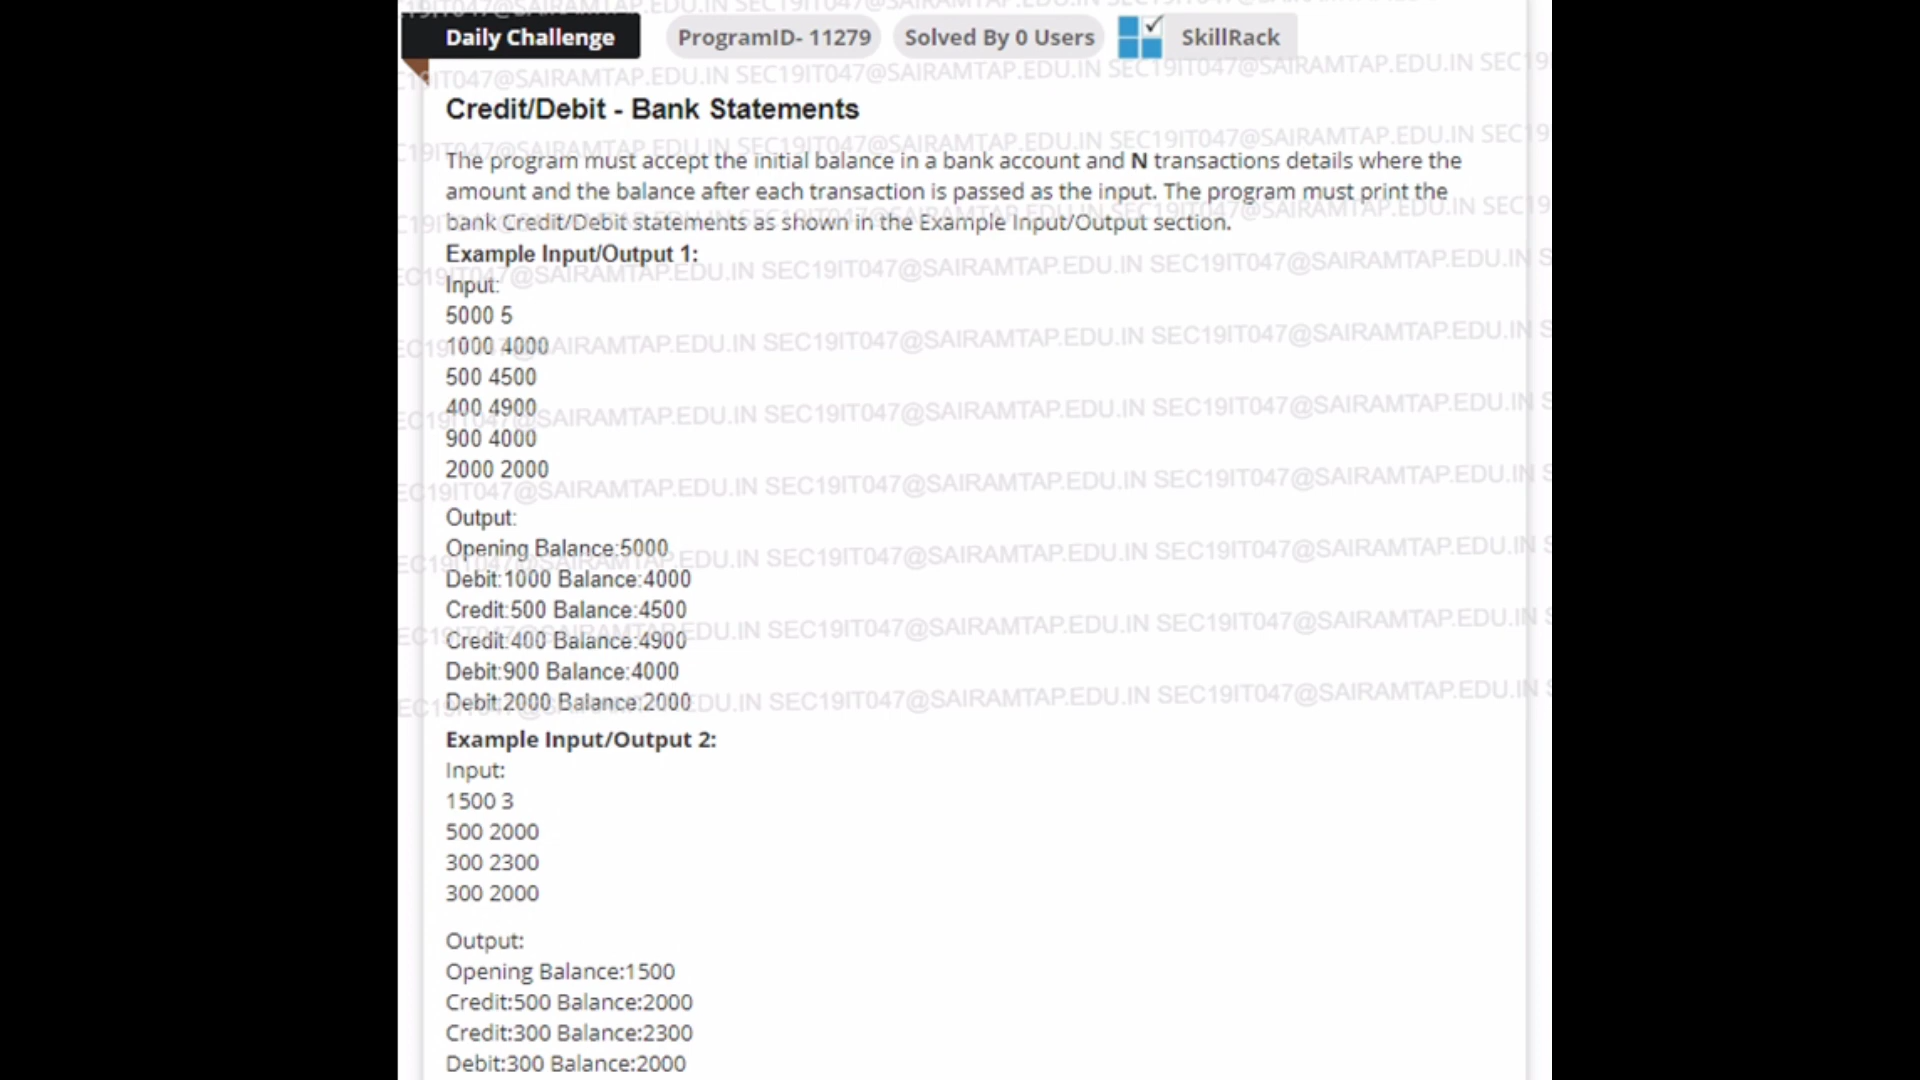 Daily Challenge ProgramID- 11279 Solved By 0 Users SkillRack
Credit/Debit - Bank Statements
The program must accept the initial balance in a bank account and N transactions details where the
amount and the balance after each transaction is passed as the input. The program must print the
bank Credit/Debit statements as shown in the Example Input/Output section.
Example Input/Output 1:
Input:
5000 5
1000 4000
500 4500
400 4900
900 4000
2000 2000
Output:
Opening Balance:5000
Debit:1000 Balance:4000
Credit:500 Balance:4500
Credit:400 Balance:4900
Debit:900 Balance:4000
Debit:2000 Balance:2000
Example Input/Output 2:
Input:
1500 3
500 2000
300 2300
300 2000
Output:
Opening Balance:1500
Credit:500 Balance:2000
Credit:300 Balance:2300
Debit:300 Balance:2000